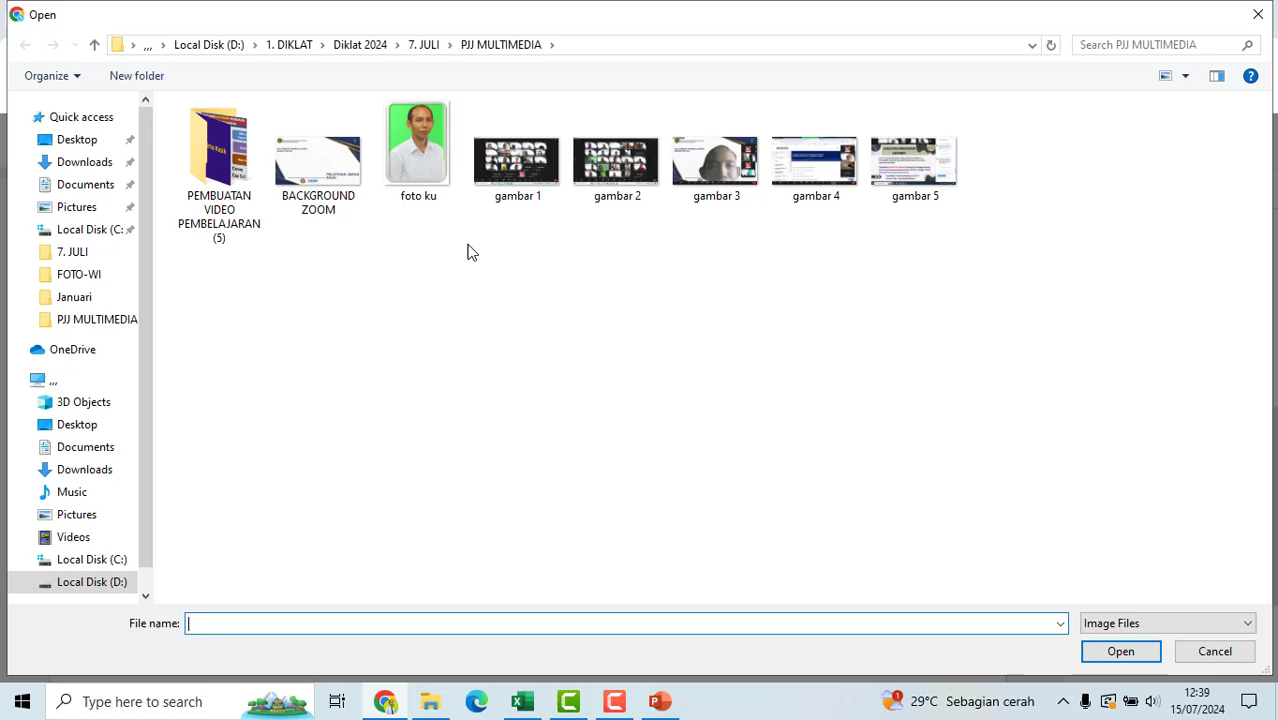 Open
,,, Local Disk (D:) 1. DIKLAT Diklat 2024 7. JULI PJJ MULTIMEDIA
Search PJJ MULTIMEDIA
Organize
New folder
Quick access
Desktop
Downloads
Documents
Pictures
Local Disk (C:
7. JULI
FOTO-WI
Januari
PJJ MULTIMEDIA
OneDrive
,,,
3D Objects
Desktop
Documents
Downloads
Music
Pictures
Videos
Local Disk (C:)
Local Disk (D:)
PEMBUATAN
VIDEO
PEMBELAJARAN
(5)
BACKGROUND
ZOOM
foto ku
gambar 1
gambar 2
gambar 3
gambar 4
gambar 5
File name:
Image Files
Open
Cancel
Type here to search
29°C Sebagian cerah
12:39
15/07/2024